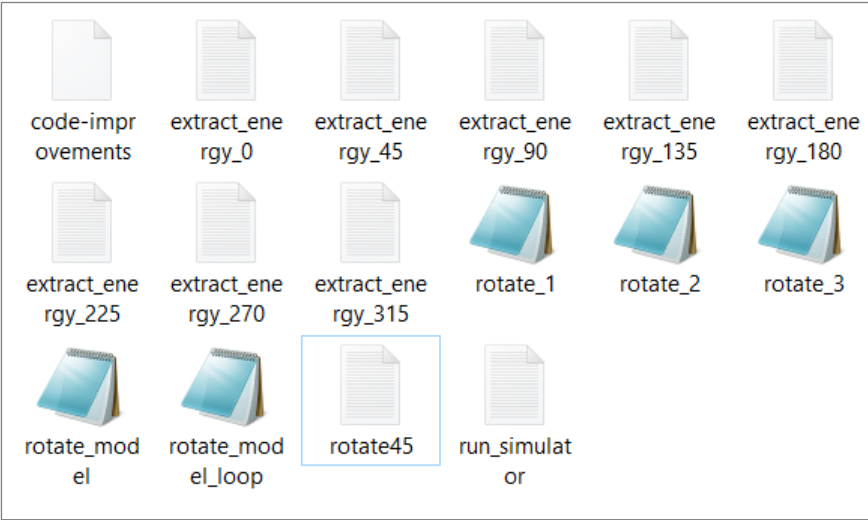 code-impr
ovements
extract_ene
rgy_0
extract_ene
rgy_45
extract_ene
rgy_90
extract_ene
rgy_135
extract_ene
rgy_180
extract_ene
rgy_225
extract_ene
rgy_270
extract_ene
rgy_315
rotate_1
rotate_2
rotate_3
rotate_mod
el
rotate_mod
el_loop
rotate45
run_simulat
or